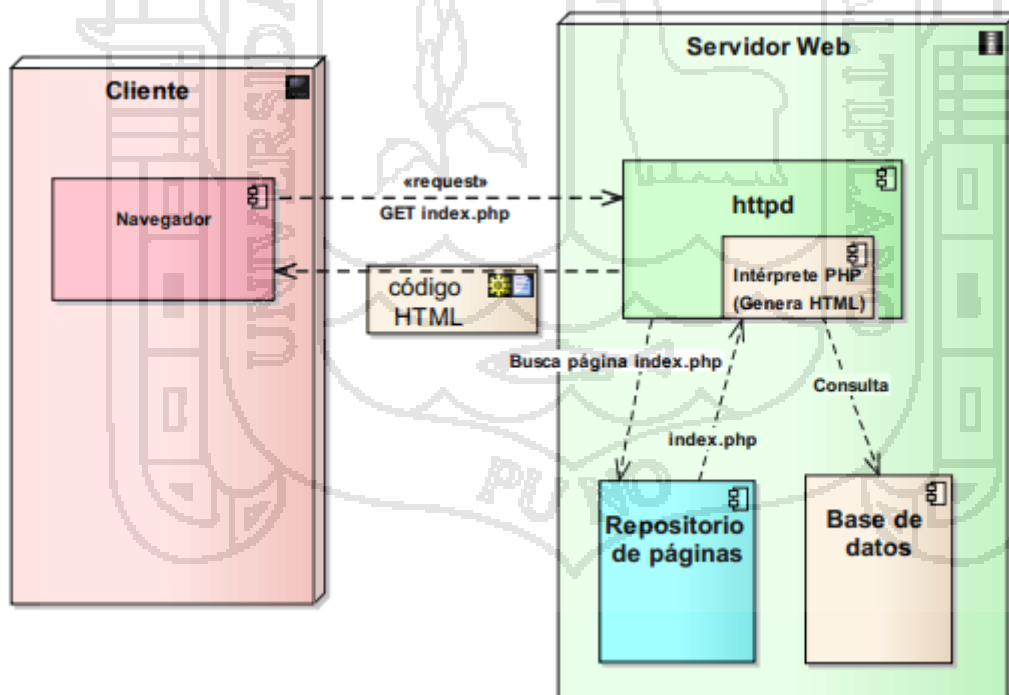 Servidor Web
Cliente
«request»
GET index.php
Navegador
httpd
Intérprete PHP
(Genera HTML)
código
HTML
Busca página index.php
Consulta
index.php
Repositorio
de páginas
Base de
datos
PUNO